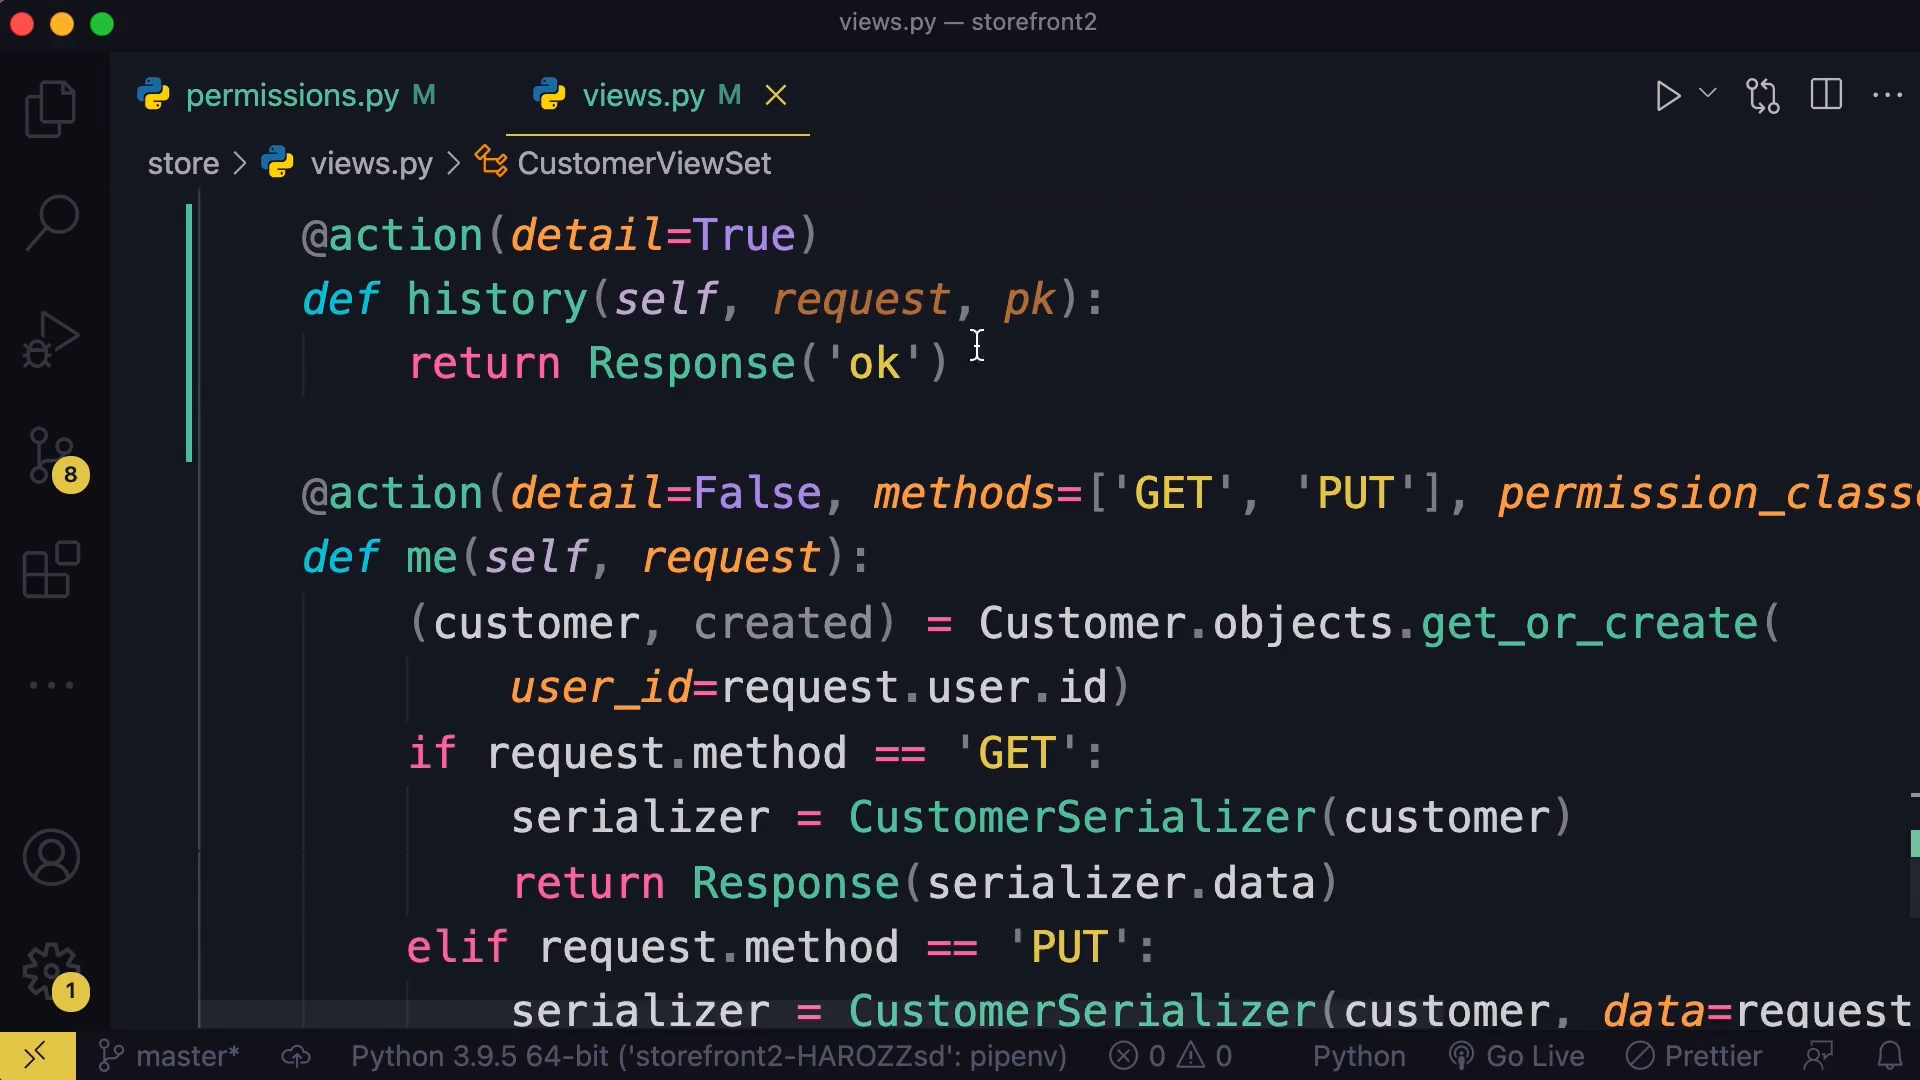 views.py — storefront2
permissions.py M
views.py M
store > views.py > CustomerViewSet
@action(detail=True)
def history(self, request, pk):
return Response('ok')
@action(detail=False, methods=['GET', 'PUT'], permission_class
def me(self, request):
(customer, created) = Customer.objects.get_or_create(
user_id=request.user.id)
if request.method == 'GET':
serializer = CustomerSerializer(customer)
return Response(serializer.data)
elif request.method == 'PUT':
serializer = CustomerSerializer(customer, data=request
8
1
master* Python 3.9.5 64-bit ('storefront2-HAROZZsd': pipenv) 0 0 Python Go Live Prettier